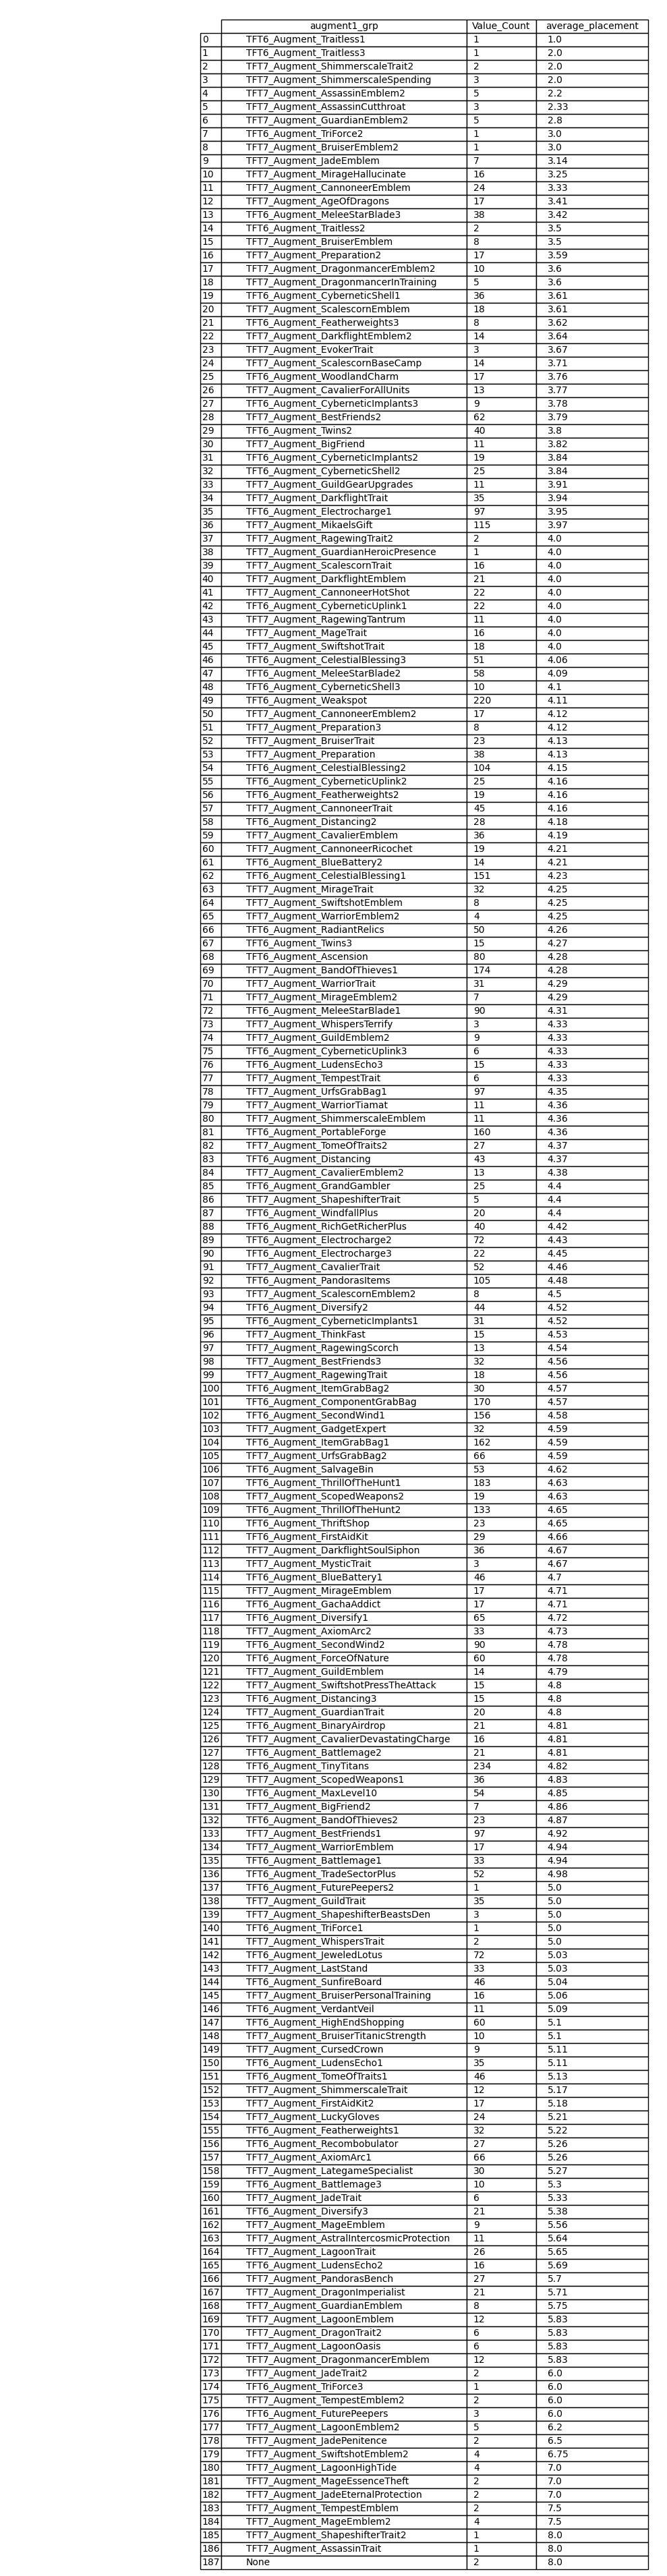 augment1_grp Value_Count average_placement
0 TFT6_Augment_Traitless1 1 1.0
1 TFT6_Augment_Traitless3 1 2.0
2 TFT7_Augment_ShimmerscaleTrait2 2 2.0
3 TFT7_Augment_ShimmerscaleSpending 3 2.0
4 TFT7_Augment_AssassinEmblem2 5 2.2
5 TFT7_Augment_AssassinCutthroat 3 2.33
6 TFT7_Augment_GuardianEmblem2 5 2.8
7 TFT6_Augment_TriForce2 1 3.0
8 TFT7_Augment_BruiserEmblem2 1 3.0
9 TFT7_Augment_JadeEmblem 7 3.14
10 TFT7_Augment_MirageHallucinate 16 3.25
11 TFT7_Augment_CannoneerEmblem 24 3.33
12 TFT7_Augment_AgeOfDragons 17 3.41
13 TFT6_Augment_MeleeStarBlade3 38 3.42
14 TFT6_Augment_Traitless2 2 3.5
15 TFT7_Augment_BruiserEmblem 8 3.5
16 TFT7_Augment_Preparation2 17 3.59
17 TFT7_Augment_DragonmancerEmblem2 10 3.6
18 TFT7_Augment_DragonmancerInTraining 5 3.6
19 TFT6_Augment_CyberneticShell1 36 3.61
20 TFT7_Augment_ScalescornEmblem 18 3.61
21 TFT6_Augment_Featherweights3 8 3.62
22 TFT7_Augment_DarkflightEmblem2 14 3.64
23 TFT7_Augment_EvokerTrait 3 3.67
24 TFT7_Augment_ScalescornBaseCamp 14 3.71
25 TFT6_Augment_WoodlandCharm 17 3.76
26 TFT7_Augment_CavalierForAllUnits 13 3.77
27 TFT6_Augment_CyberneticImplants3 9 3.78
28 TFT7_Augment_BestFriends2 62 3.79
29 TFT6_Augment_Twins2 40 3.8
30 TFT7_Augment_BigFriend 11 3.82
31 TFT6_Augment_CyberneticImplants2 19 3.84
32 TFT6_Augment_CyberneticShell2 25 3.84
33 TFT7_Augment_GuildGearUpgrades 11 3.91
34 TFT7_Augment_DarkflightTrait 35 3.94
35 TFT6_Augment_Electrocharge1 97 3.95
36 TFT7_Augment_MikaelsGift 115 3.97
37 TFT7_Augment_RagewingTrait2 2 4.0
38 TFT7_Augment_GuardianHeroicPresence 1 4.0
39 TFT7_Augment_ScalescornTrait 16 4.0
40 TFT7_Augment_DarkflightEmblem 21 4.0
41 TFT7_Augment_CannoneerHotShot 22 4.0
42 TFT6_Augment_CyberneticUplink1 22 4.0
43 TFT7_Augment_RagewingTantrum 11 4.0
44 TFT7_Augment_MageTrait 16 4.0
45 TFT7_Augment_SwiftshotTrait 18 4.0
46 TFT6_Augment_CelestialBlessing3 51 4.06
47 TFT6_Augment_MeleeStarBlade2 58 4.09
48 TFT6_Augment_CyberneticShell3 10 4.1
49 TFT6_Augment_Weakspot 220 4.11
50 TFT7_Augment_CannoneerEmblem2 17 4.12
51 TFT7_Augment_Preparation3 8 4.12
52 TFT7_Augment_BruiserTrait 23 4.13
53 TFT7_Augment_Preparation 38 4.13
54 TFT6_Augment_CelestialBlessing2 104 4.15
55 TFT6_Augment_CyberneticUplink2 25 4.16
56 TFT6_Augment_Featherweights2 19 4.16
57 TFT7_Augment_CannoneerTrait 45 4.16
58 TFT6_Augment_Distancing2 28 4.18
59 TFT7_Augment_CavalierEmblem 36 4.19
60 TFT7_Augment_CannoneerRicochet 19 4.21
61 TFT6_Augment_BlueBattery2 14 4.21
62 TFT6_Augment_CelestialBlessing1 151 4.23
63 TFT7_Augment_MirageTrait 32 4.25
64 TFT7_Augment_SwiftshotEmblem 8 4.25
65 TFT7_Augment_WarriorEmblem2 4 4.25
66 TFT6_Augment_RadiantRelics 50 4.26
67 TFT6_Augment_Twins3 15 4.27
68 TFT6_Augment_Ascension 80 4.28
69 TFT7_Augment_BandOfThieves1 174 4.28
70 TFT7_Augment_WarriorTrait 31 4.29
71 TFT7_Augment_MirageEmblem2 7 4.29
72 TFT6_Augment_MeleeStarBlade1 90 4.31
73 TFT7_Augment_WhispersTerrify 3 4.33
74 TFT7_Augment_GuildEmblem2 9 4.33
75 TFT6_Augment_CyberneticUplink3 6 4.33
76 TFT6_Augment_LudensEcho3 15 4.33
77 TFT7_Augment_TempestTrait 6 4.33
78 TFT7_Augment_UrfsGrabBag1 97 4.35
79 TFT7_Augment_WarriorTiamat 11 4.36
80 TFT7_Augment_ShimmerscaleEmblem 11 4.36
81 TFT6_Augment_PortableForge 160 4.36
82 TFT7_Augment_TomeOfTraits2 27 4.37
83 TFT6_Augment_Distancing 43 4.37
84 TFT7_Augment_CavalierEmblem2 13 4.38
85 TFT6_Augment_GrandGambler 25 4.4
86 TFT7_Augment_ShapeshifterTrait 5 4.4
87 TFT6_Augment_WindfallPlus 20 4.4
88 TFT7_Augment_RichGetRicherPlus 40 4.42
89 TFT6_Augment_Electrocharge2 72 4.43
90 TFT6_Augment_Electrocharge3 22 4.45
91 TFT7_Augment_CavalierTrait 52 4.46
92 TFT6_Augment_PandorasItems 105 4.48
93 TFT7_Augment_ScalescornEmblem2 8 4.5
94 TFT6_Augment_Diversify2 44 4.52
95 TFT6_Augment_CyberneticImplants1 31 4.52
96 TFT7_Augment_ThinkFast 15 4.53
97 TFT7_Augment_RagewingScorch 13 4.54
98 TFT7_Augment_BestFriends3 32 4.56
99 TFT7_Augment_RagewingTrait 18 4.56
100 TFT6_Augment_ItemGrabBag2 30 4.57
101 TFT6_Augment_ComponentGrabBag 170 4.57
102 TFT6_Augment_SecondWind1 156 4.58
103 TFT7_Augment_GadgetExpert 32 4.59
104 TFT6_Augment_ItemGrabBag1 162 4.59
105 TFT7_Augment_UrfsGrabBag2 66 4.59
106 TFT6_Augment_SalvageBin 53 4.62
107 TFT6_Augment_ThrillOfTheHunt1 183 4.63
108 TFT7_Augment_ScopedWeapons2 19 4.63
109 TFT6_Augment_ThrillOfTheHunt2 133 4.65
110 TFT6_Augment_ThriftShop 23 4.65
111 TFT6_Augment_FirstAidKit 29 4.66
112 TFT7_Augment_DarkflightSoulSiphon 36 4.67
113 TFT7_Augment_MysticTrait 3 4.67
114 TFT6_Augment_BlueBattery1 46 4.7
115 TFT7_Augment_MirageEmblem 17 4.71
116 TFT7_Augment_GachaAddict 17 4.71
117 TFT6_Augment_Diversify1 65 4.72
118 TFT7_Augment_AxiomArc2 33 4.73
119 TFT6_Augment_SecondWind2 90 4.78
120 TFT6_Augment_ForceOfNature 60 4.78
121 TFT7_Augment_GuildEmblem 14 4.79
122 TFT7_Augment_SwiftshotPressTheAttack 15 4.8
123 TFT6_Augment_Distancing3 15 4.8
124 TFT7_Augment_GuardianTrait 20 4.8
125 TFT6_Augment_BinaryAirdrop 21 4.81
126 TFT7_Augment_CavalierDevastatingCharge 16 4.81
127 TFT6_Augment_Battlemage2 21 4.81
128 TFT6_Augment_TinyTitans 234 4.82
129 TFT7_Augment_ScopedWeapons1 36 4.83
130 TFT6_Augment_MaxLevel10 54 4.85
131 TFT7_Augment_BigFriend2 7 4.86
132 TFT6_Augment_BandOfThieves2 23 4.87
133 TFT7_Augment_BestFriends1 97 4.92
134 TFT7_Augment_WarriorEmblem 17 4.94
135 TFT6_Augment_Battlemage1 33 4.94
136 TFT6_Augment_TradeSectorPlus 52 4.98
137 TFT6_Augment_FuturePeepers2 1 5.0
138 TFT7_Augment_GuildTrait 35 5.0
139 TFT7_Augment_ShapeshifterBeastsDen 3 5.0
140 TFT6_Augment_TriForce1 1 5.0
141 TFT7_Augment_WhispersTrait 2 5.0
142 TFT6_Augment_JeweledLotus 72 5.03
143 TFT7_Augment_LastStand 33 5.03
144 TFT6_Augment_SunfireBoard 46 5.04
145 TFT7_Augment_BruiserPersonalTraining 16 5.06
146 TFT6_Augment_VerdantVeil 11 5.09
147 TFT6_Augment_HighEndShopping 60 5.1
148 TFT7_Augment_BruiserTitanicStrength 10 5.1
149 TFT7_Augment_CursedCrown 9 5.11
150 TFT6_Augment_LudensEcho1 35 5.11
151 TFT6_Augment_TomeOfTraits1 46 5.13
152 TFT7_Augment_ShimmerscaleTrait 12 5.17
153 TFT7_Augment_FirstAidKit2 17 5.18
154 TFT7_Augment_LuckyGloves 24 5.21
155 TFT6_Augment_Featherweights1 32 5.22
156 TFT6_Augment_Recombobulator 27 5.26
157 TFT7_Augment_AxiomArc1 66 5.26
158 TFT7_Augment_LategameSpecialist 30 5.27
159 TFT6_Augment_Battlemage3 10 5.3
160 TFT7_Augment_JadeTrait 6 5.33
161 TFT6_Augment_Diversify3 21 5.38
162 TFT7_Augment_MageEmblem 9 5.56
163 TFT7_Augment_AstralIntercosmicProtection 11 5.64
164 TFT7_Augment_LagoonTrait 26 5.65
165 TFT6_Augment_LudensEcho2 16 5.69
166 TFT7_Augment_PandorasBench 27 5.7
167 TFT7_Augment_DragonImperialist 21 5.71
168 TFT7_Augment_GuardianEmblem 8 5.75
169 TFT7_Augment_LagoonEmblem 12 5.83
170 TFT7_Augment_DragonTrait2 6 5.83
171 TFT7_Augment_LagoonOasis 6 5.83
172 TFT7_Augment_DragonmancerEmblem 12 5.83
173 TFT7_Augment_JadeTrait2 2 6.0
174 TFT6_Augment_TriForce3 1 6.0
175 TFT7_Augment_TempestEmblem2 2 6.0
176 TFT6_Augment_FuturePeepers 3 6.0
177 TFT7_Augment_LagoonEmblem2 5 6.2
178 TFT7_Augment_JadePenitence 2 6.5
179 TFT7_Augment_SwiftshotEmblem2 4 6.75
180 TFT7_Augment_LagoonHighTide 4 7.0
181 TFT7_Augment_MageEssenceTheft 2 7.0
182 TFT7_Augment_JadeEternalProtection 2 7.0
183 TFT7_Augment_TempestEmblem 2 7.5
184 TFT7_Augment_MageEmblem2 4 7.5
185 TFT7_Augment_ShapeshifterTrait2 1 8.0
186 TFT7_Augment_AssassinTrait 1 8.0
187 None 2 8.0